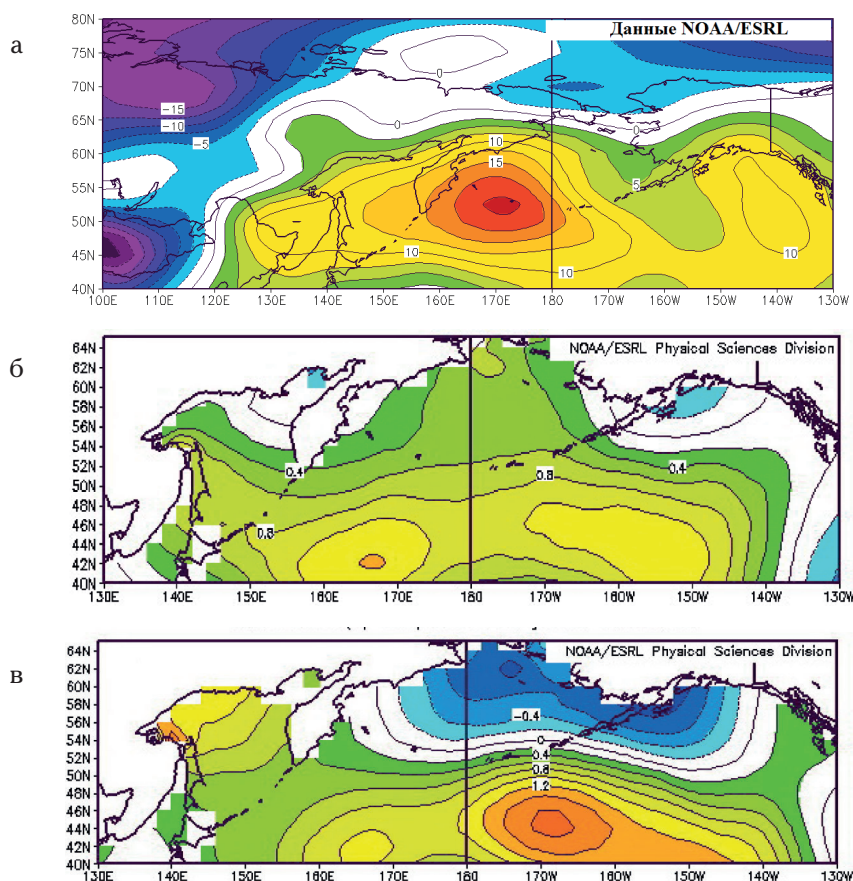 а
Данные NOAA/ESRL
80N
75N
70N
65N
60N
55N
50N
45N
40N
0
-15
-10
-5
0
0
10
15
5
10
10
10
100E 110E 120E 130E 140E 150E 160E 170E 180 170W 160W 150W 140W 130W
б
NOAA/ESRL Physical Sciences Division
64N
62N
60N
58N
56N
54N
52N
50N
48N
46N
44N
42N
40N
0.4
0.8
0.4
0.8
130E 140E 150E 160E 170E 180 170W 160W 150W 140W 130W
в
NOAA/ESRL Physical Sciences Division
64N
62N
60N
58N
56N
54N
52N
50N
48N
46N
44N
42N
40N
-0.4
0
0.4
0.8
1.2
130E 140E 150E 160E 170E 180 170W 160W 150W 140W 130W